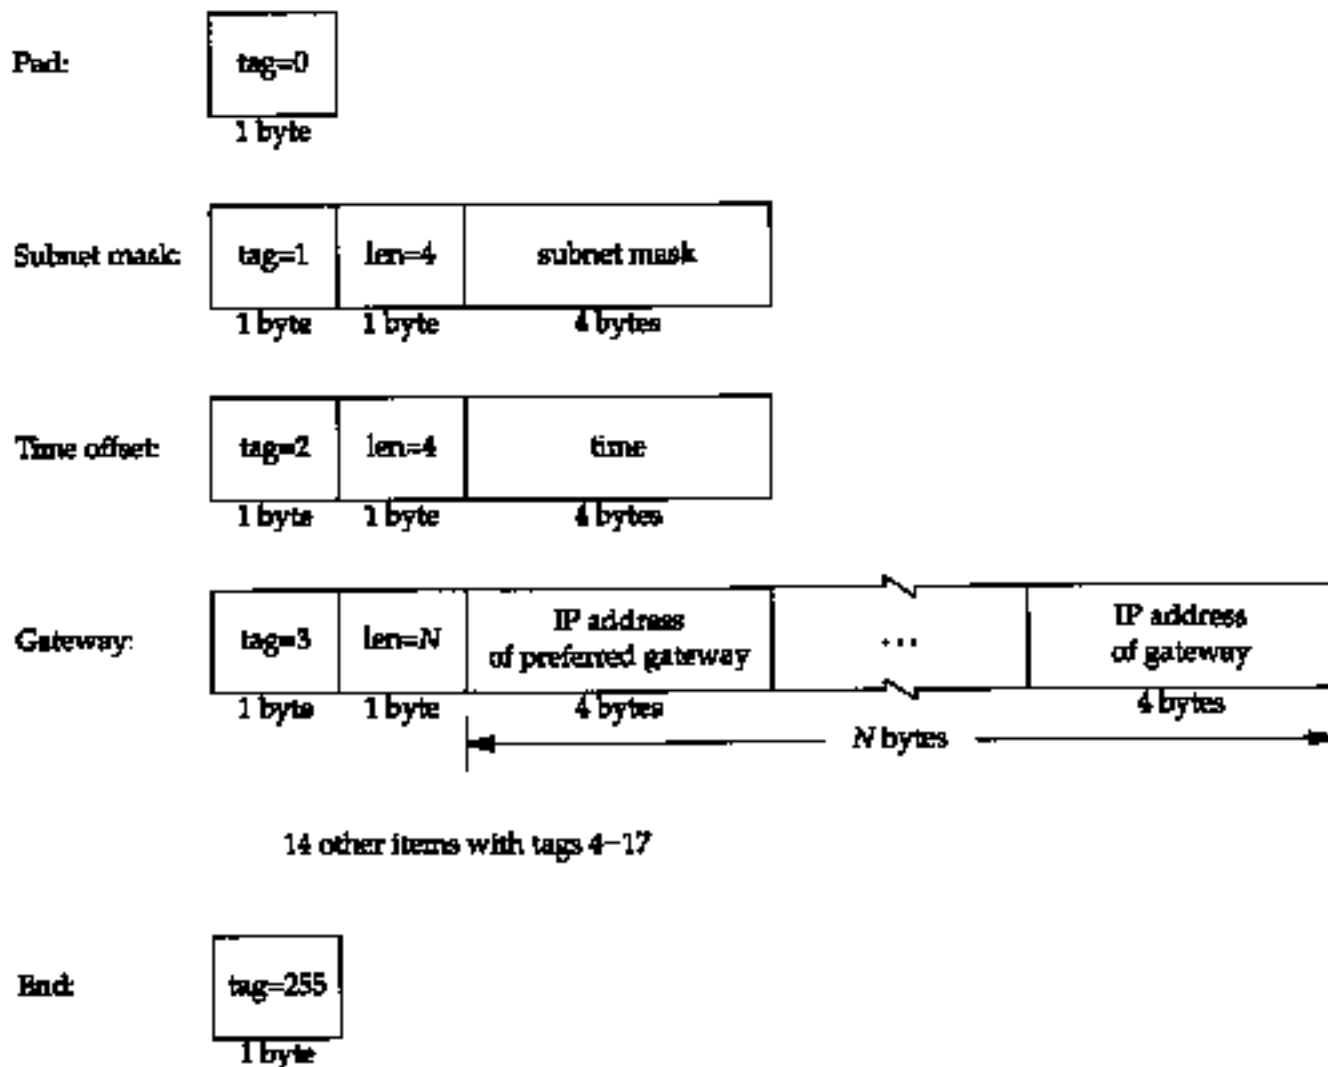 Pad:
tag=0
1 byte
Subnet mask:
tag=1
len=4
subnet mask
1 byte
1 byte
4 bytes
Time offset:
tag=2
len=4
time
1 byte
1 byte
4 bytes
Gateway:
tag=3
len=N
IP address
of preferred gateway
...
IP address
of gateway
1 byte
1 byte
4 bytes
4 bytes
N bytes
14 other items with tags 4−17
End:
tag=255
1 byte